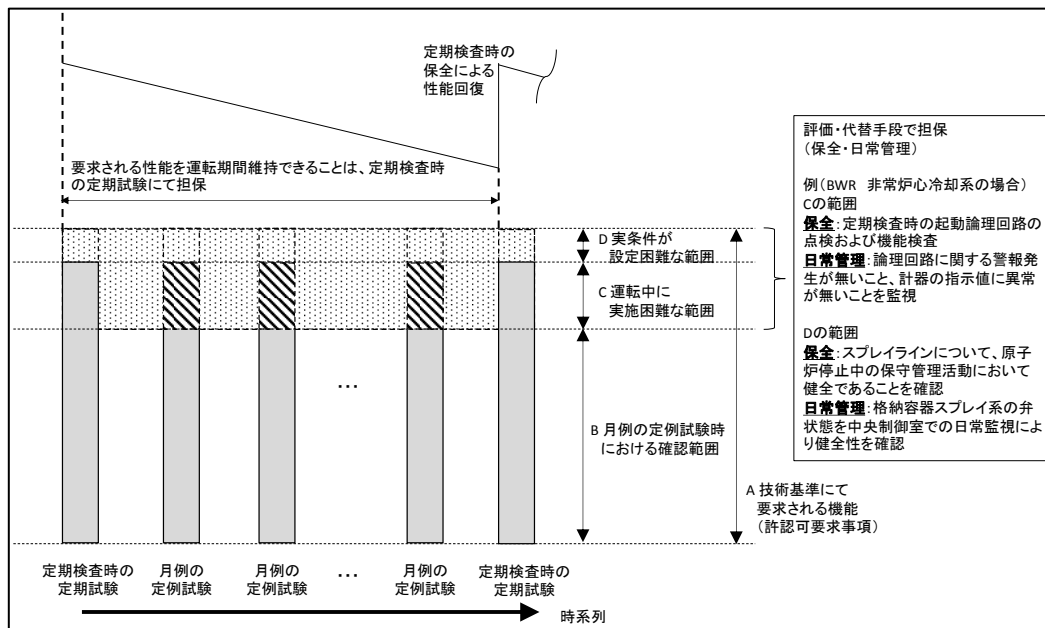 定期検査時の
保全による
性能回復
要求される性能を運転期間維持できることは、定期検査時
の定期試験にて担保
D 実条件が
設定困難な範囲
C 運転中に
実施困難な範囲
…
B 月例の定例試験時
における確認範囲
A 技術基準にて
要求される機能
（許認可要求事項）
評価・代替手段で担保
（保全・日常管理）
例（BWR 非常炉心冷却系の場合）
Cの範囲
保全：定期検査時の起動論理回路の
点検および機能検査
日常管理：論理回路に関する警報発
生が無いこと、計器の指示値に異常
が無いことを監視
Dの範囲
保全：スプレイラインについて、原子
炉停止中の保守管理活動において
健全であることを確認
日常管理：格納容器スプレイ系の弁
状態を中央制御室での日常監視によ
り健全性を確認
定期検査時の
定期試験
月例の
定例試験
月例の
定例試験
…
月例の
定例試験
定期検査時の
定期試験
時系列